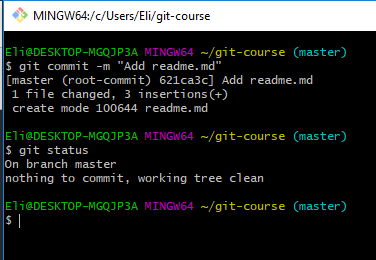 MINGW64:/c/Users/Eli/git-course
Eli@DESKTOP-MGQJP3A MINGW64 ~/git-course (master)
$ git commit -m "Add readme.md"
[master (root-commit) 621ca3c] Add readme.md
 1 file changed, 3 insertions(+)
 create mode 100644 readme.md
Eli@DESKTOP-MGQJP3A MINGW64 ~/git-course (master)
$ git status
On branch master
nothing to commit, working tree clean
Eli@DESKTOP-MGQJP3A MINGW64 ~/git-course (master)
$